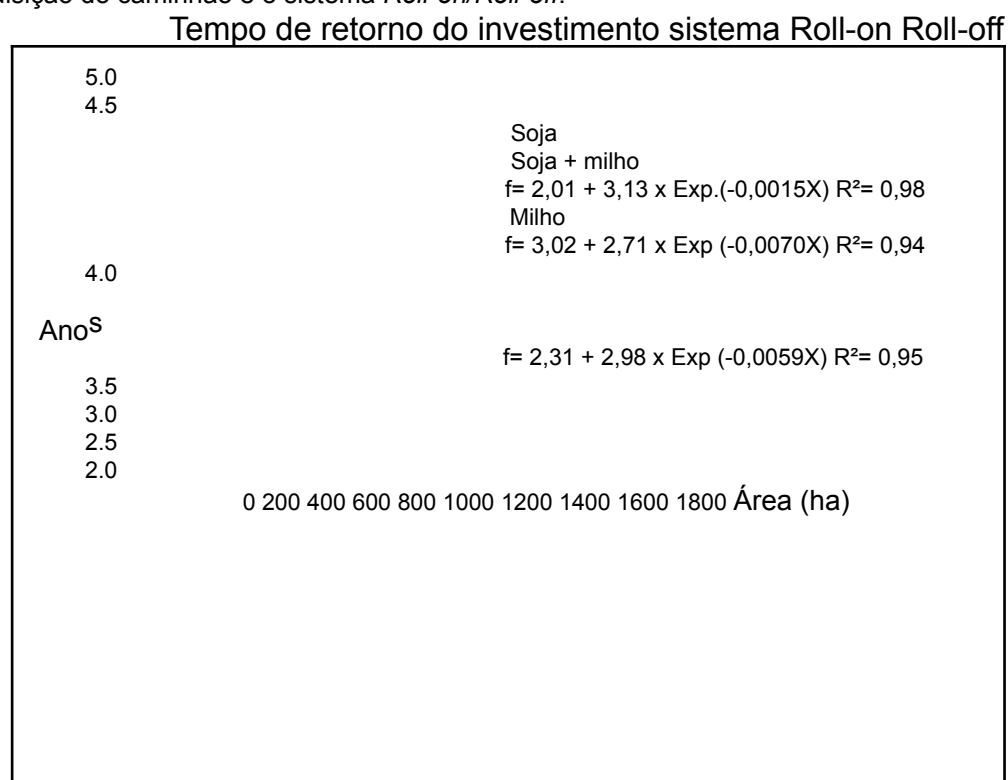 Tempo de retorno do investimento sistema Roll-on Roll-off
5.0
4.5
Soja
Soja + milho
f= 2,01 + 3,13 x Exp.(-0,0015X) R²= 0,98
Milho
f= 3,02 + 2,71 x Exp (-0,0070X) R²= 0,94
4.0
Anos
f= 2,31 + 2,98 x Exp (-0,0059X) R²= 0,95
3.5
3.0
2.5
2.0
0 200 400 600 800 1000 1200 1400 1600 1800 Área (ha)